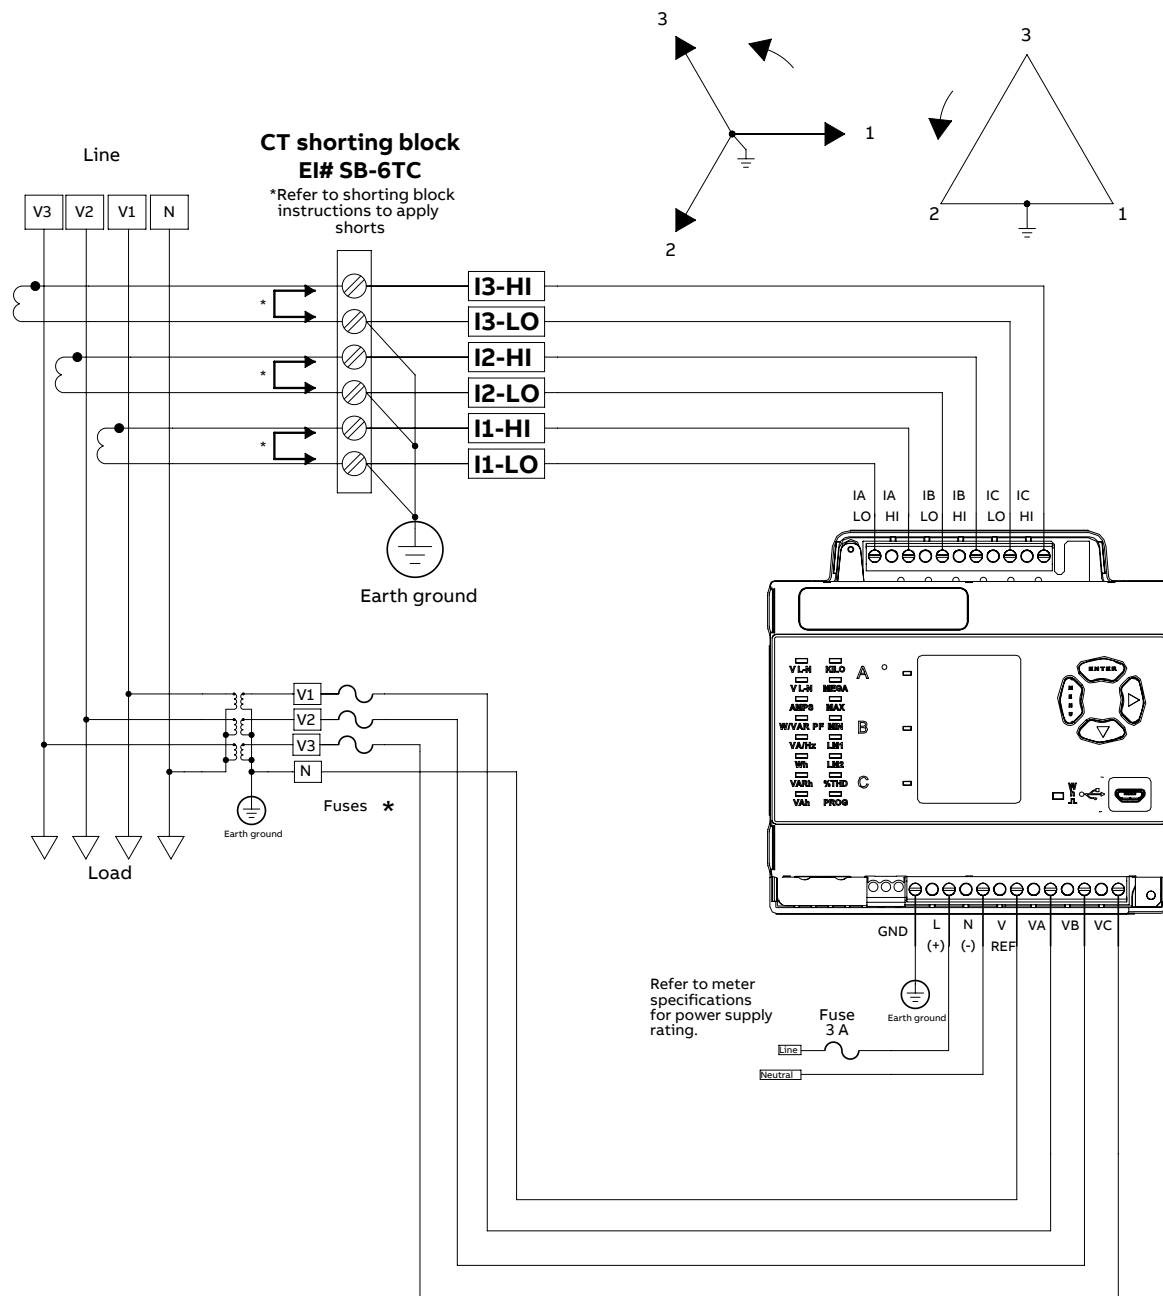 3
1
2
3
2
1
Line
CT shorting block
EI# SB-6TC
*Refer to shorting block
instructions to apply
shorts
V3
V2
V1
N
*
*
*
I3-HI
I3-LO
I2-HI
I2-LO
I1-HI
I1-LO
Earth ground
IA
LO
IA
HI
IB
LO
IB
HI
IC
LO
IC
HI
V L-N
KILO
V L-N
MEGA
AMPS
MAX
W/VAR PF
MIN
VA/Hz
LM1
Wh
LM2
VARh
%THD
VAh
PROG
A
B
C
ENTER
MENU
W
h
V1
V2
V3
N
Earth ground
Fuses *
Load
GND
L
(+)
N
(-)
V
REF
VA
VB
VC
Earth ground
Refer to meter
specifications
for power supply
rating.
Fuse
3 A
Line
Neutral